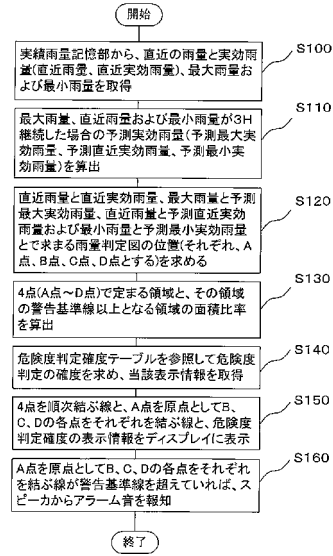 開始
S100
実績雨量記憶部から、直近の雨量と実効雨
量(直近雨量、直近実効雨量)、最大雨量お
よび最小雨量を取得
S110
最大雨量、直近雨量および最小雨量が3H
継続した場合の予測実効雨量(予測最大実
効雨量、予測直近実効雨量、予測最小実
効雨量)を算出
S120
直近雨量と直近実効雨量、最大雨量と予測
最大実効雨量、直近雨量と予測直近実効
雨量および最小雨量と予測最小実効雨量
とで求まる雨量判定図の位置(それぞれ、A
点、B点、C点、D点とする)を求める
S130
4点(A点～D点)で定まる領域と、その領域
の警告基準線以上となる領域の面積比率
を算出
S140
危険度判定確度テーブルを参照して危険度
判定の確度を求め、当該表示情報を取得
S150
4点を順次結ぶ線と、A点を原点としてB、
C、Dの各点をそれぞれを結ぶ線と、危険度
判定確度の表示情報をディスプレイに表示
S160
A点を原点としてB、C、Dの各点をそれぞれ
を結ぶ線が警告基準線を超えていれば、ス
ピーカからアラーム音を報知
終了